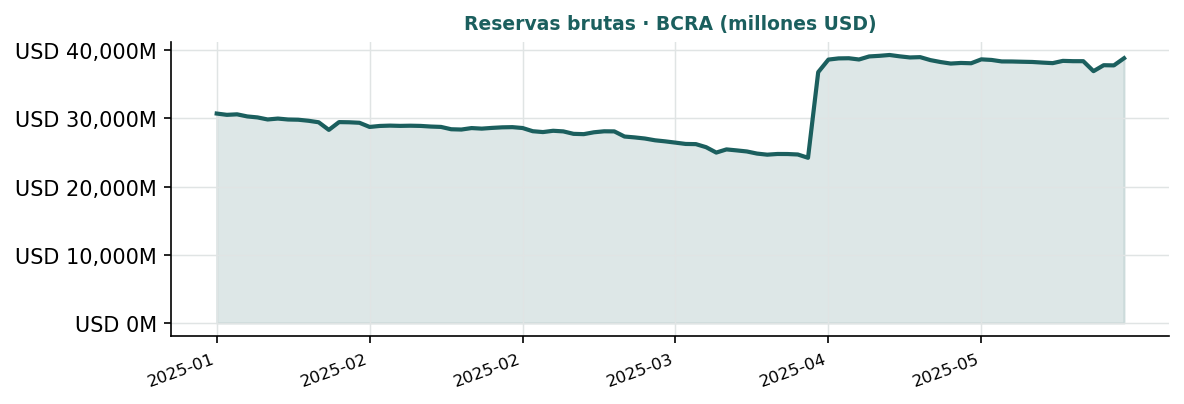 Reservas brutas · BCRA (millones USD)
USD 40,000M
USD 30,000M
USD 20,000M
USD 10,000M
USD 0M
2025-01
2025-02
2025-02
2025-03
2025-04
2025-05